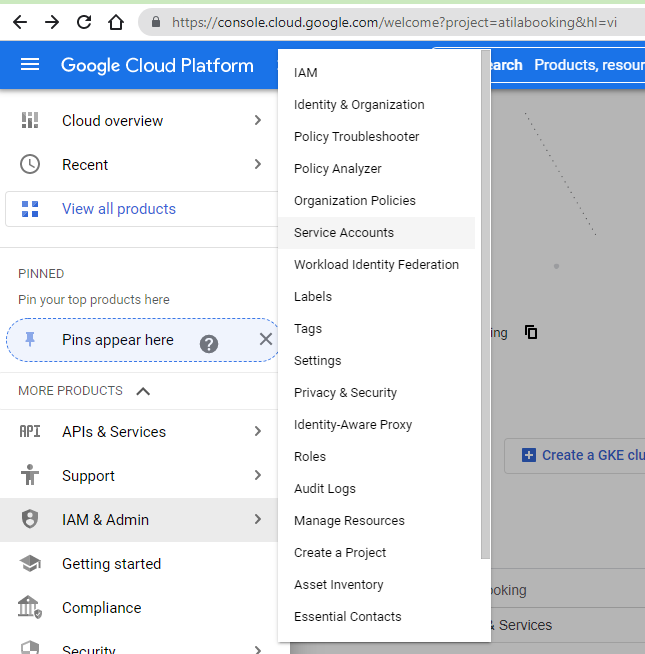 https://console.cloud.google.com/welcome?project=atilabooking&hl=vi
Google Cloud Platform
earch Products, resour
Cloud overview
Recent
View all products
PINNED
Pin your top products here
Pins appear here
?
MORE PRODUCTS
API APIs & Services
Support
IAM & Admin
Getting started
Compliance
Security
IAM
Identity & Organization
Policy Troubleshooter
Policy Analyzer
Organization Policies
Service Accounts
Workload Identity Federation
Labels
Tags
Settings
Privacy & Security
Identity-Aware Proxy
Roles
Audit Logs
Manage Resources
Create a Project
Asset Inventory
Essential Contacts
ing
Create a GKE clu
ooking
& Services